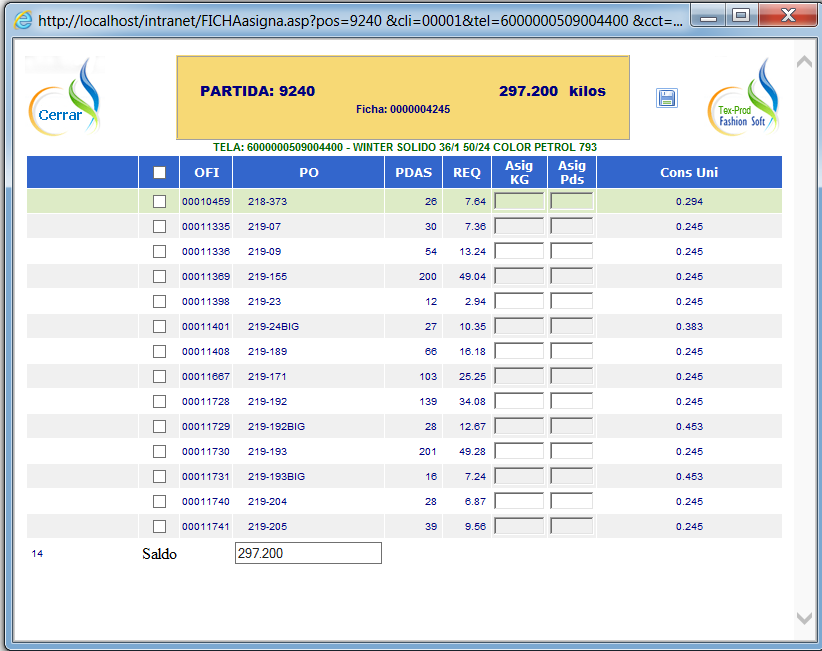 http://localhost/intranet/FICHAasigna.asp?pos=9240 &cli=00001&tel=6000000509004400 &cct=...
Cerrar
PARTIDA: 9240 297.200 kilos
Ficha: 0000004245
Tex-Prod
Fashion Soft
TELA: 6000000509004400 - WINTER SOLIDO 36/1 50/24 COLOR PETROL 793
OFI PO PDAS REQ Asig KG Asig Pds Cons Uni
00010459 218-373 26 7.64 0.294
00011335 219-07 30 7.36 0.245
00011336 219-09 54 13.24 0.245
00011369 219-155 200 49.04 0.245
00011398 219-23 12 2.94 0.245
00011401 219-24BIG 27 10.35 0.383
00011408 219-189 66 16.18 0.245
00011667 219-171 103 25.25 0.245
00011728 219-192 139 34.08 0.245
00011729 219-192BIG 28 12.67 0.453
00011730 219-193 201 49.28 0.245
00011731 219-193BIG 16 7.24 0.453
00011740 219-204 28 6.87 0.245
00011741 219-205 39 9.56 0.245
14 Saldo 297.200